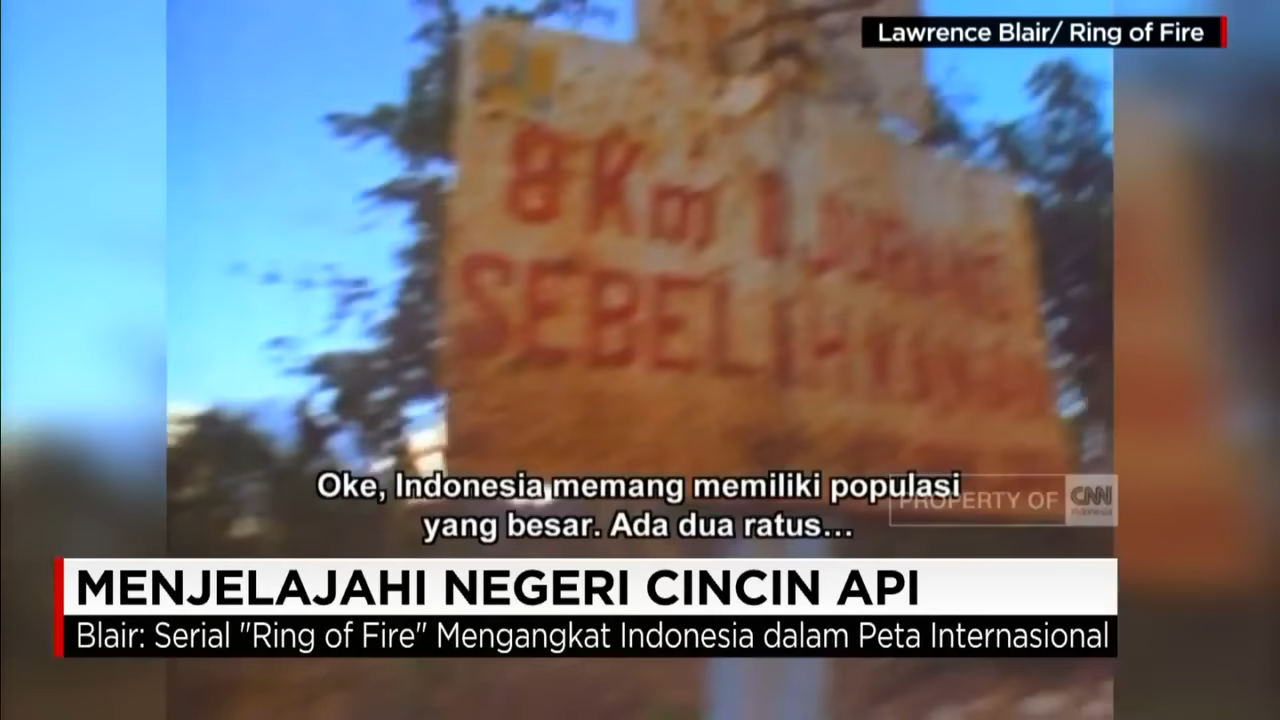 Lawrence Blair/ Ring of Fire
8 Km 1
SEBEL
Oke, Indonesia memang memiliki populasi
yang besar. Ada dua ratus...
PROPERTY OF CNN
Indonesia
MENJELAJAHI NEGERI CINCIN API
Blair: Serial "Ring of Fire" Mengangkat Indonesia dalam Peta Internasional